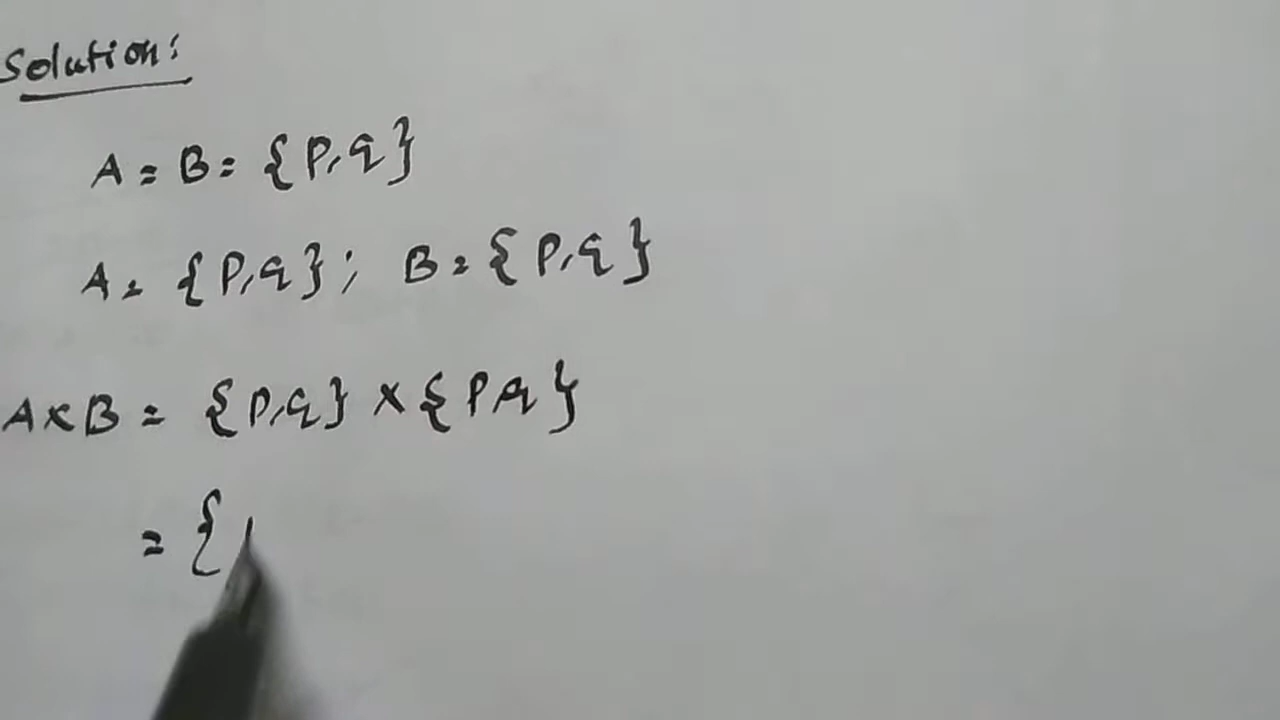 Solution:
A = B = {P,q}
A = {P,q}; B = {P,q}
A×B = {P,q} × {P,q}
= {